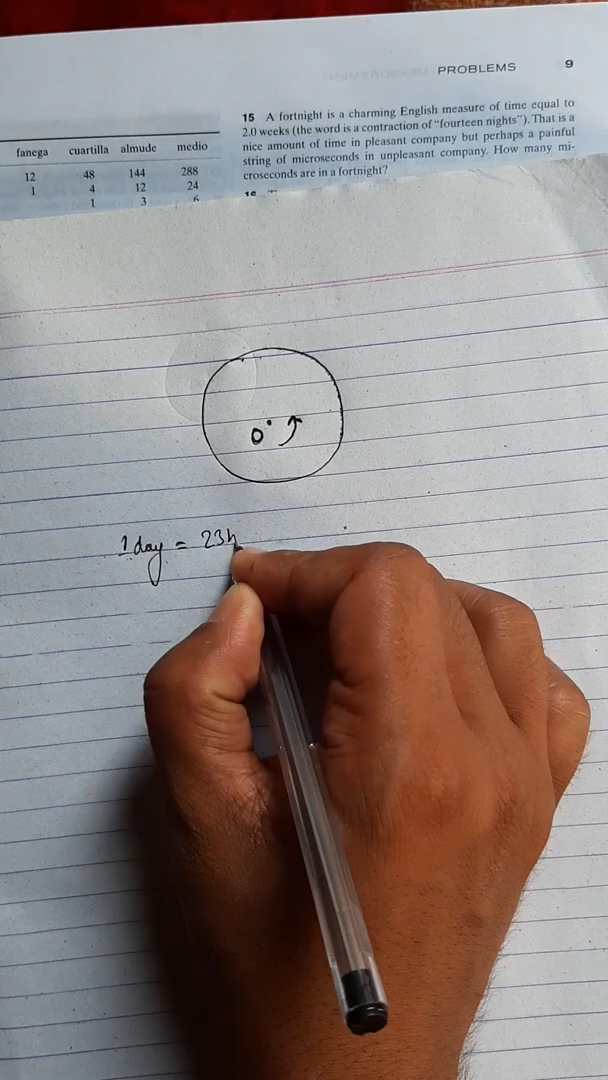 PROBLEMS 9
fanega cuartilla almude medio
12 48 144 288
1 4 12 24
1 3 6
15 A fortnight is a charming English measure of time equal to
2.0 weeks (the word is a contraction of "fourteen nights"). That is a
nice amount of time in pleasant company but perhaps a painful
string of microseconds in unpleasant company. How many mi-
croseconds are in a fortnight?
16
O
1 day = 23h